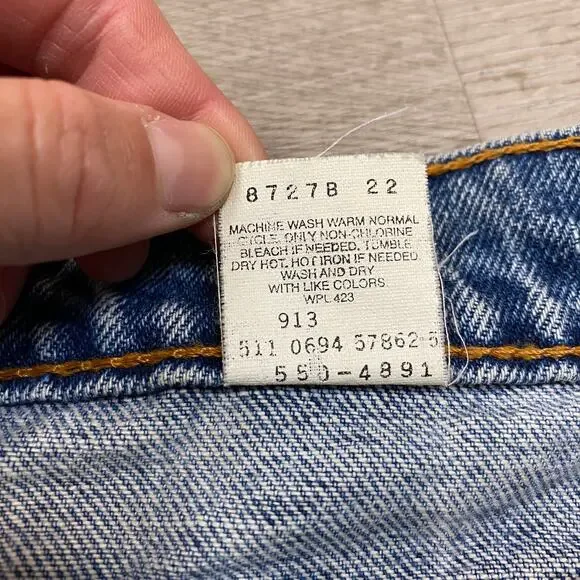 8727B 22
MACHINE WASH WARM NORMAL
CYCLE. ONLY NON-CHLORINE
BLEACH IF NEEDED. TUMBLE
DRY HOT. HOT IRON IF NEEDED
WASH AND DRY
WITH LIKE COLORS
WPL 423
913
511 0694 57862 5
550-4891